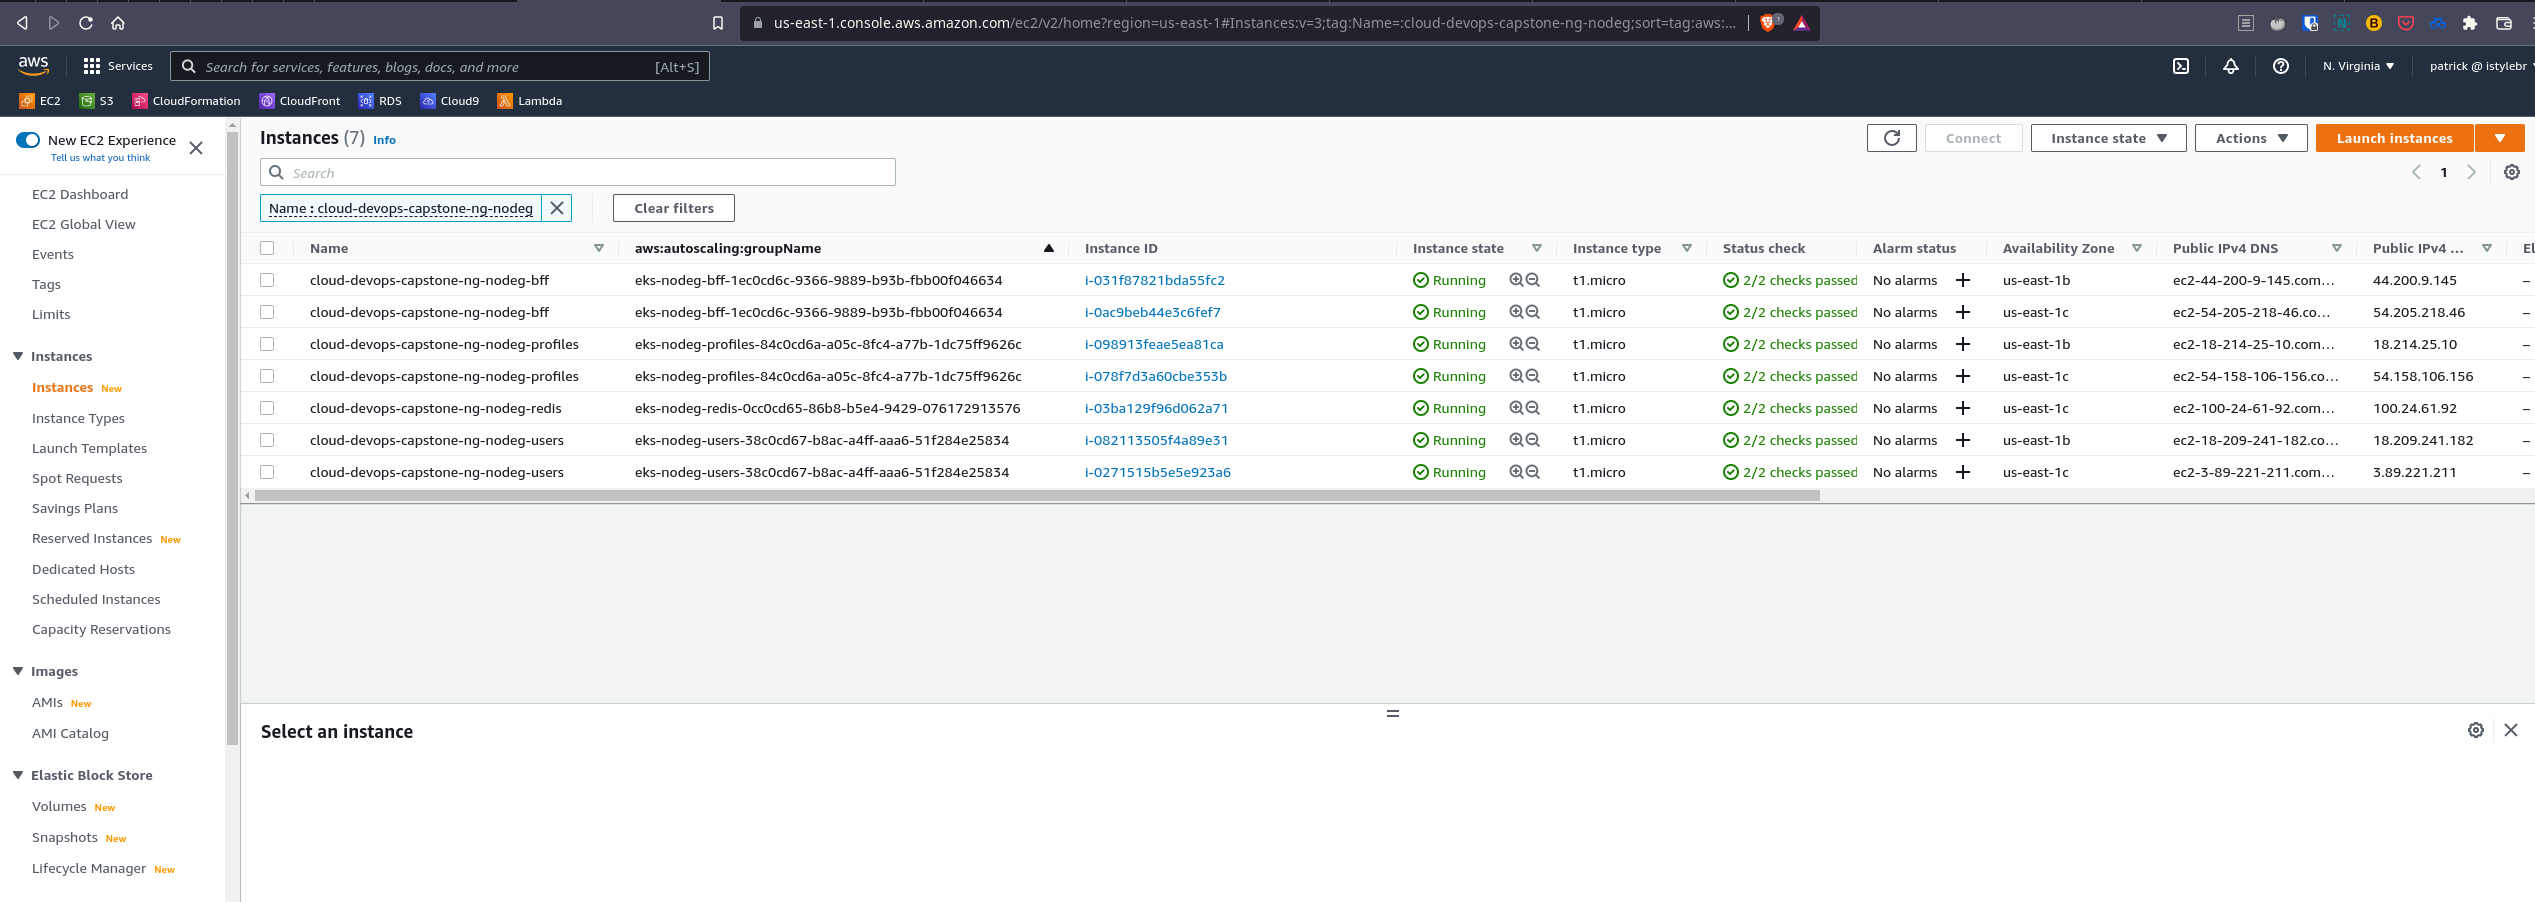 us-east-1.console.aws.amazon.com/ec2/v2/home?region=us-east-1#Instances:v=3;tag:Name=:cloud-devops-capstone-ng-nodeg;sort=tag:aws:...
aws Services Search for services, features, blogs, docs, and more [Alt+S] N. Virginia patrick @ istylebr
EC2 S3 CloudFormation CloudFront RDS Cloud9 Lambda
New EC2 Experience
Tell us what you think
EC2 Dashboard
EC2 Global View
Events
Tags
Limits
Instances
Instances New
Instance Types
Launch Templates
Spot Requests
Savings Plans
Reserved Instances New
Dedicated Hosts
Scheduled Instances
Capacity Reservations
Images
AMIs New
AMI Catalog
Elastic Block Store
Volumes New
Snapshots New
Lifecycle Manager New
Instances (7) Info Connect Instance state Actions Launch instances
Search 1
Name : cloud-devops-capstone-ng-nodeg Clear filters
Name aws:autoscaling:groupName Instance ID Instance state Instance type Status check Alarm status Availability Zone Public IPv4 DNS Public IPv4 ... El
cloud-devops-capstone-ng-nodeg-bff eks-nodeg-bff-1ec0cd6c-9366-9889-b93b-fbb00f046634 i-031f87821bda55fc2 Running t1.micro 2/2 checks passed No alarms + us-east-1b ec2-44-200-9-145.com... 44.200.9.145 –
cloud-devops-capstone-ng-nodeg-bff eks-nodeg-bff-1ec0cd6c-9366-9889-b93b-fbb00f046634 i-0ac9beb44e3c6fef7 Running t1.micro 2/2 checks passed No alarms + us-east-1c ec2-54-205-218-46.co... 54.205.218.46 –
cloud-devops-capstone-ng-nodeg-profiles eks-nodeg-profiles-84c0cd6a-a05c-8fc4-a77b-1dc75ff9626c i-098913feae5ea81ca Running t1.micro 2/2 checks passed No alarms + us-east-1b ec2-18-214-25-10.com... 18.214.25.10 –
cloud-devops-capstone-ng-nodeg-profiles eks-nodeg-profiles-84c0cd6a-a05c-8fc4-a77b-1dc75ff9626c i-078f7d3a60cbe353b Running t1.micro 2/2 checks passed No alarms + us-east-1c ec2-54-158-106-156.co... 54.158.106.156 –
cloud-devops-capstone-ng-nodeg-redis eks-nodeg-redis-0cc0cd65-86b8-b5e4-9429-076172913576 i-03ba129f96d062a71 Running t1.micro 2/2 checks passed No alarms + us-east-1c ec2-100-24-61-92.com... 100.24.61.92 –
cloud-devops-capstone-ng-nodeg-users eks-nodeg-users-38c0cd67-b8ac-a4ff-aaa6-51f284e25834 i-082113505f4a89e31 Running t1.micro 2/2 checks passed No alarms + us-east-1b ec2-18-209-241-182.co... 18.209.241.182 –
cloud-devops-capstone-ng-nodeg-users eks-nodeg-users-38c0cd67-b8ac-a4ff-aaa6-51f284e25834 i-0271515b5e5e923a6 Running t1.micro 2/2 checks passed No alarms + us-east-1c ec2-3-89-221-211.com... 3.89.221.211 –
Select an instance